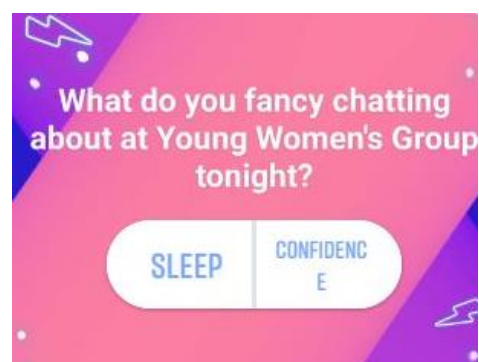 What do you fancy chatting
about at Young Women's Group
tonight?
SLEEP
CONFIDENC
E